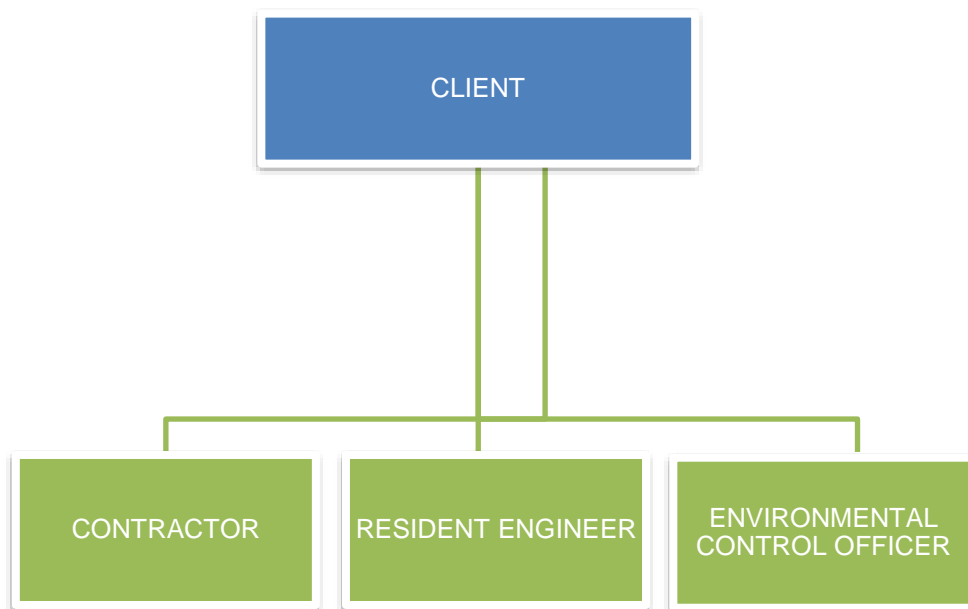 CLIENT
CONTRACTOR
RESIDENT ENGINEER
ENVIRONMENTAL
CONTROL OFFICER